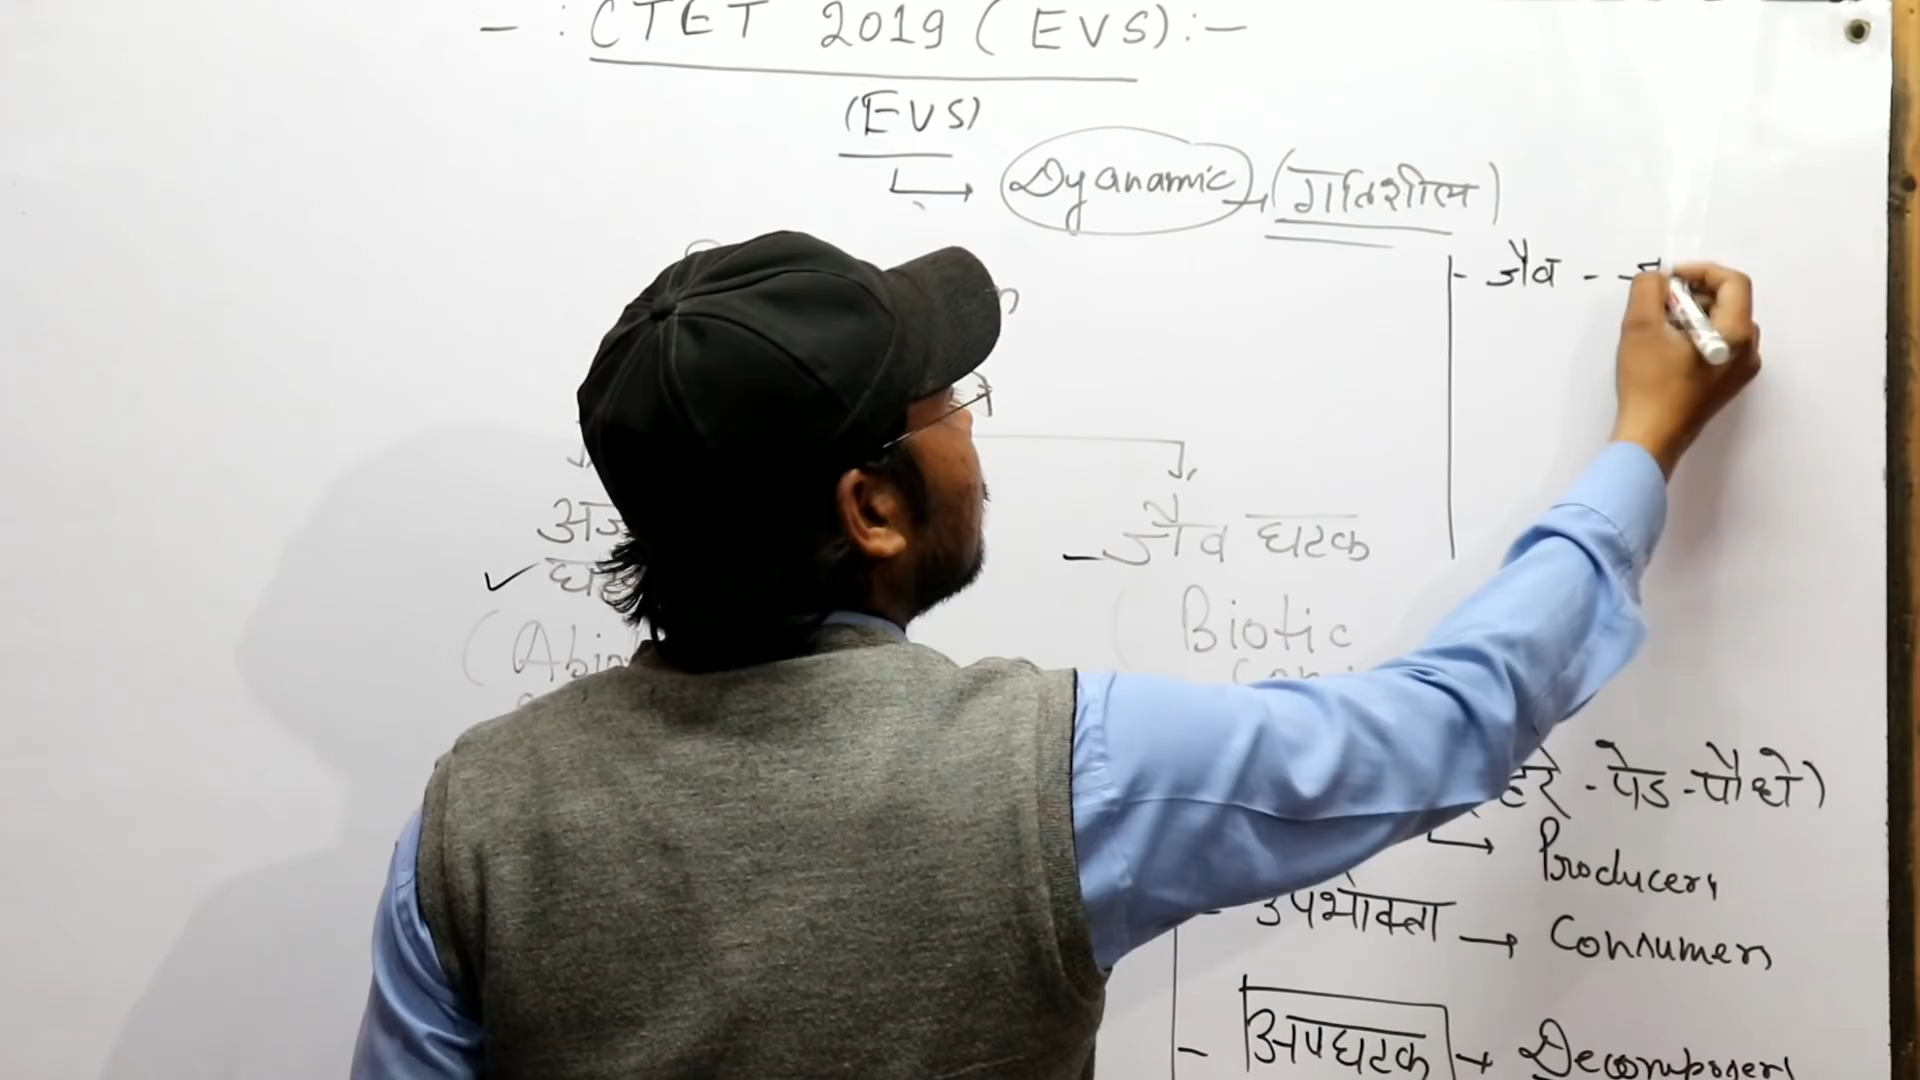 - : CTET 2019 ( EVS) : -
(EVS)
Dyanamic → (गतिशील)
- जैव -
जैव घटक
(Biotic
हरे - पेड - पौधे)
→ Producers
- उपभोक्ता → Consumers
- अपघटक → Decomposers